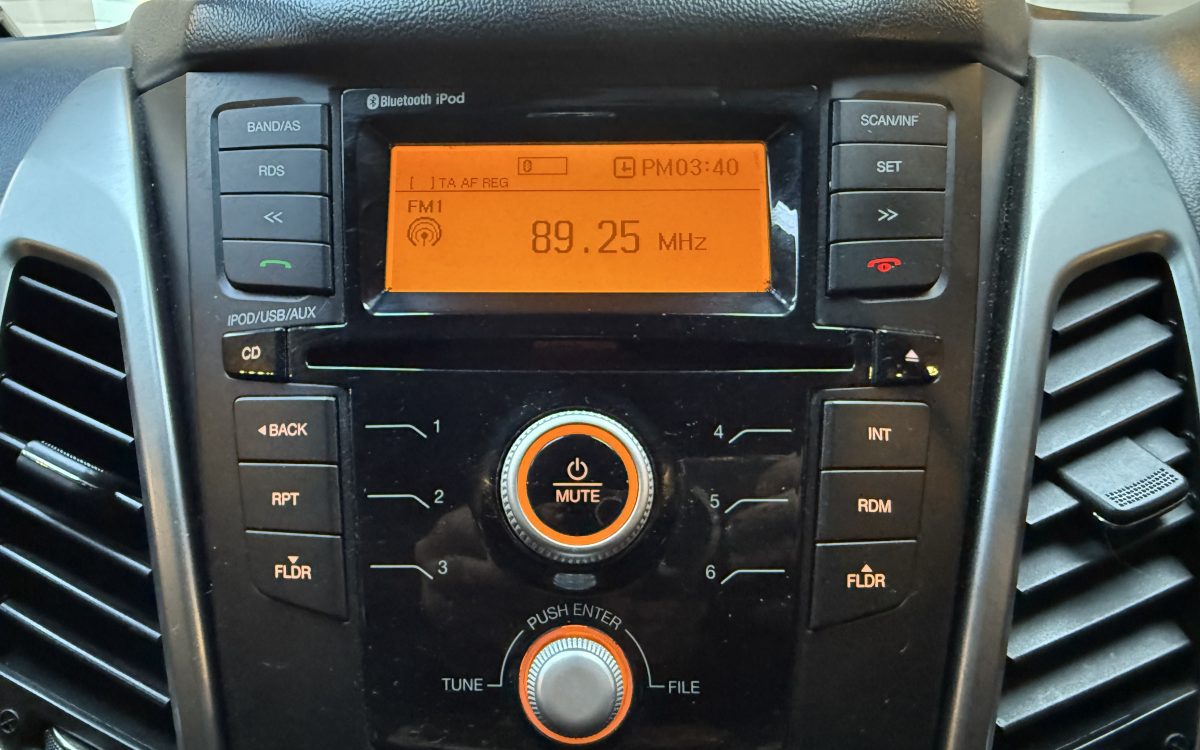 Bluetooth iPod
BAND/AS
RDS
<<
SCAN/INF
SET
>>
PM03:40
[ ]TA AF REG
FM1
89.25 MHz
IPOD/USB/AUX
CD
◂BACK
RPT
FLDR
1
2
3
MUTE
4
5
6
INT
RDM
FLDR
PUSH ENTER
TUNE
FILE